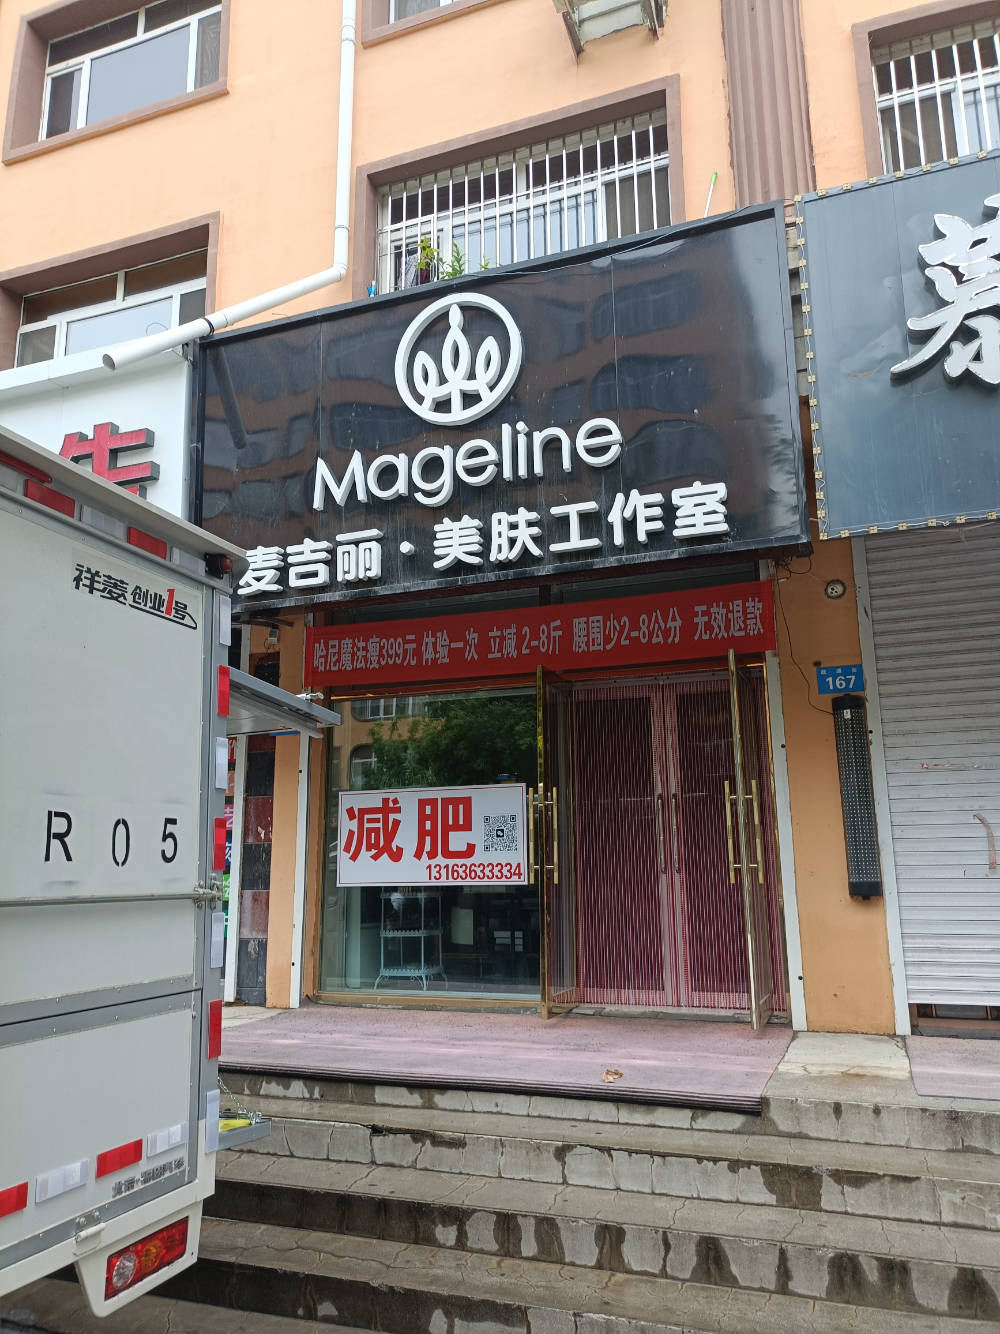 Mageline
麦吉丽·美肤工作室
哈尼魔法瘦399元 体验一次 立减2-8斤 腰围少2-8公分 无效退款
167
减肥
13163633334
祥菱创业1号
R05